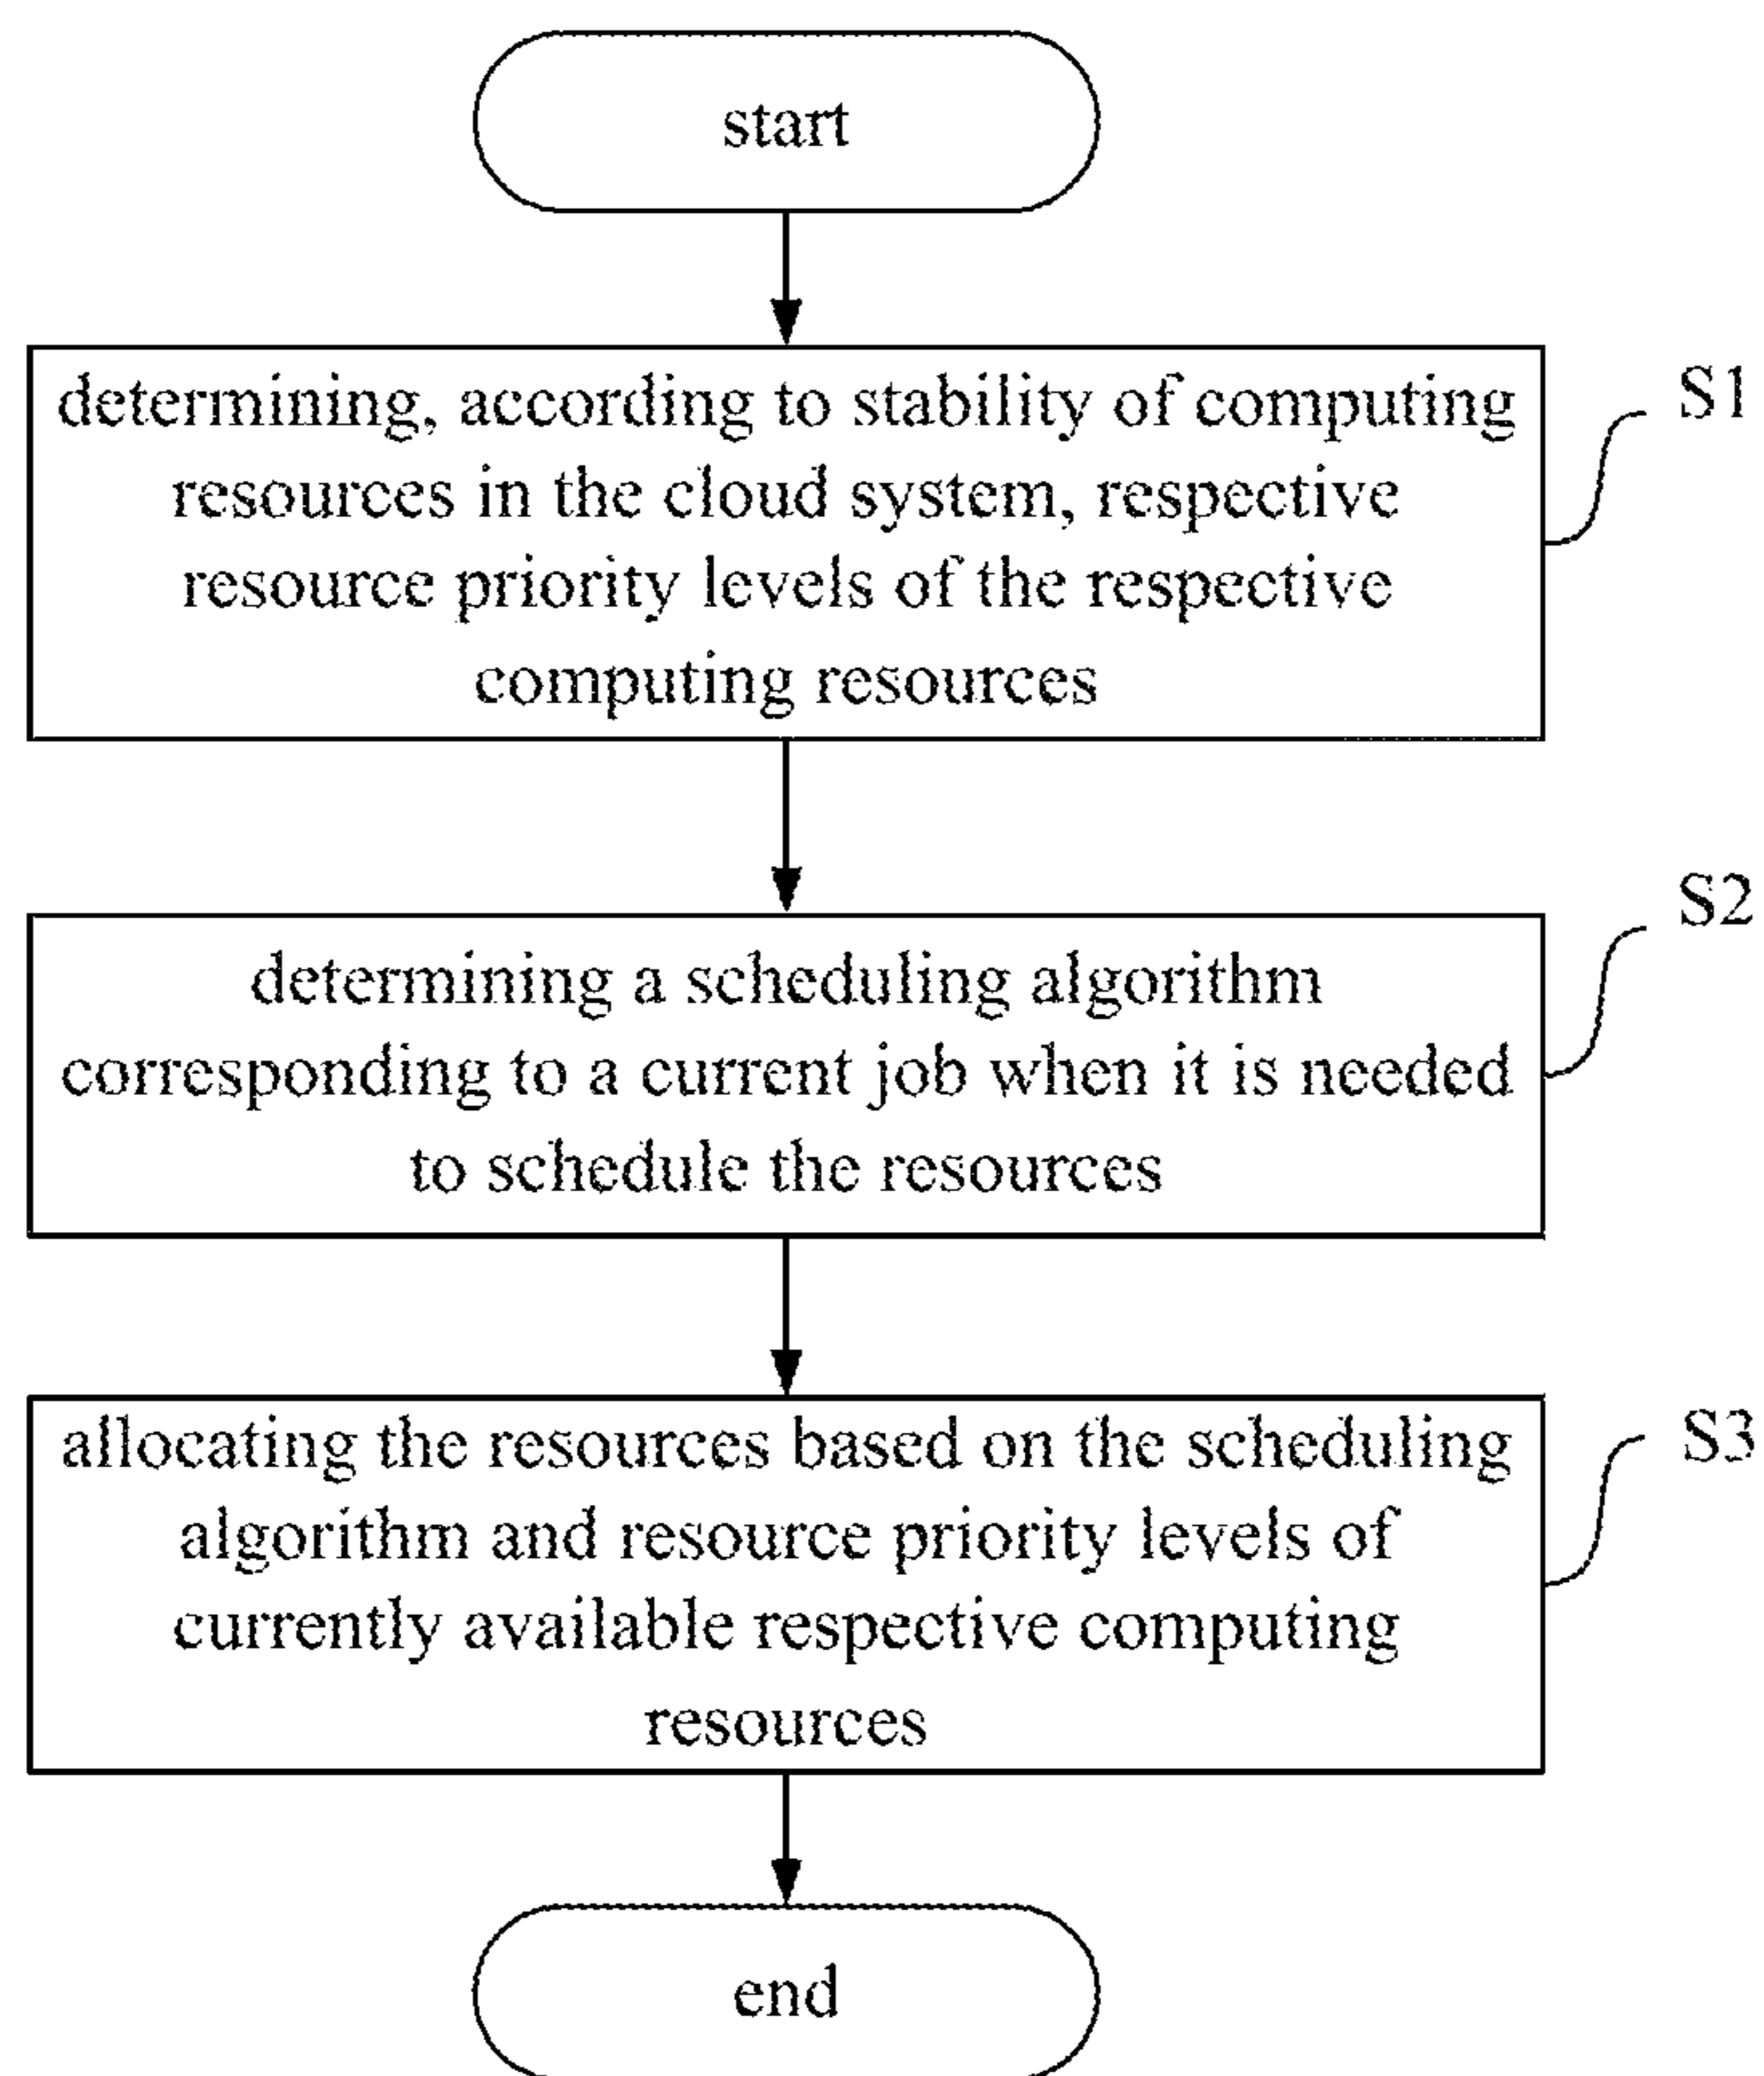 start
determining, according to stability of computing
resources in the cloud system, respective
resource priority levels of the respective
computing resources
S1
determining a scheduling algorithm
corresponding to a current job when it is needed
to schedule the resources
S2
allocating the resources based on the scheduling
algorithm and resource priority levels of
currently available respective computing
resources
S3
end